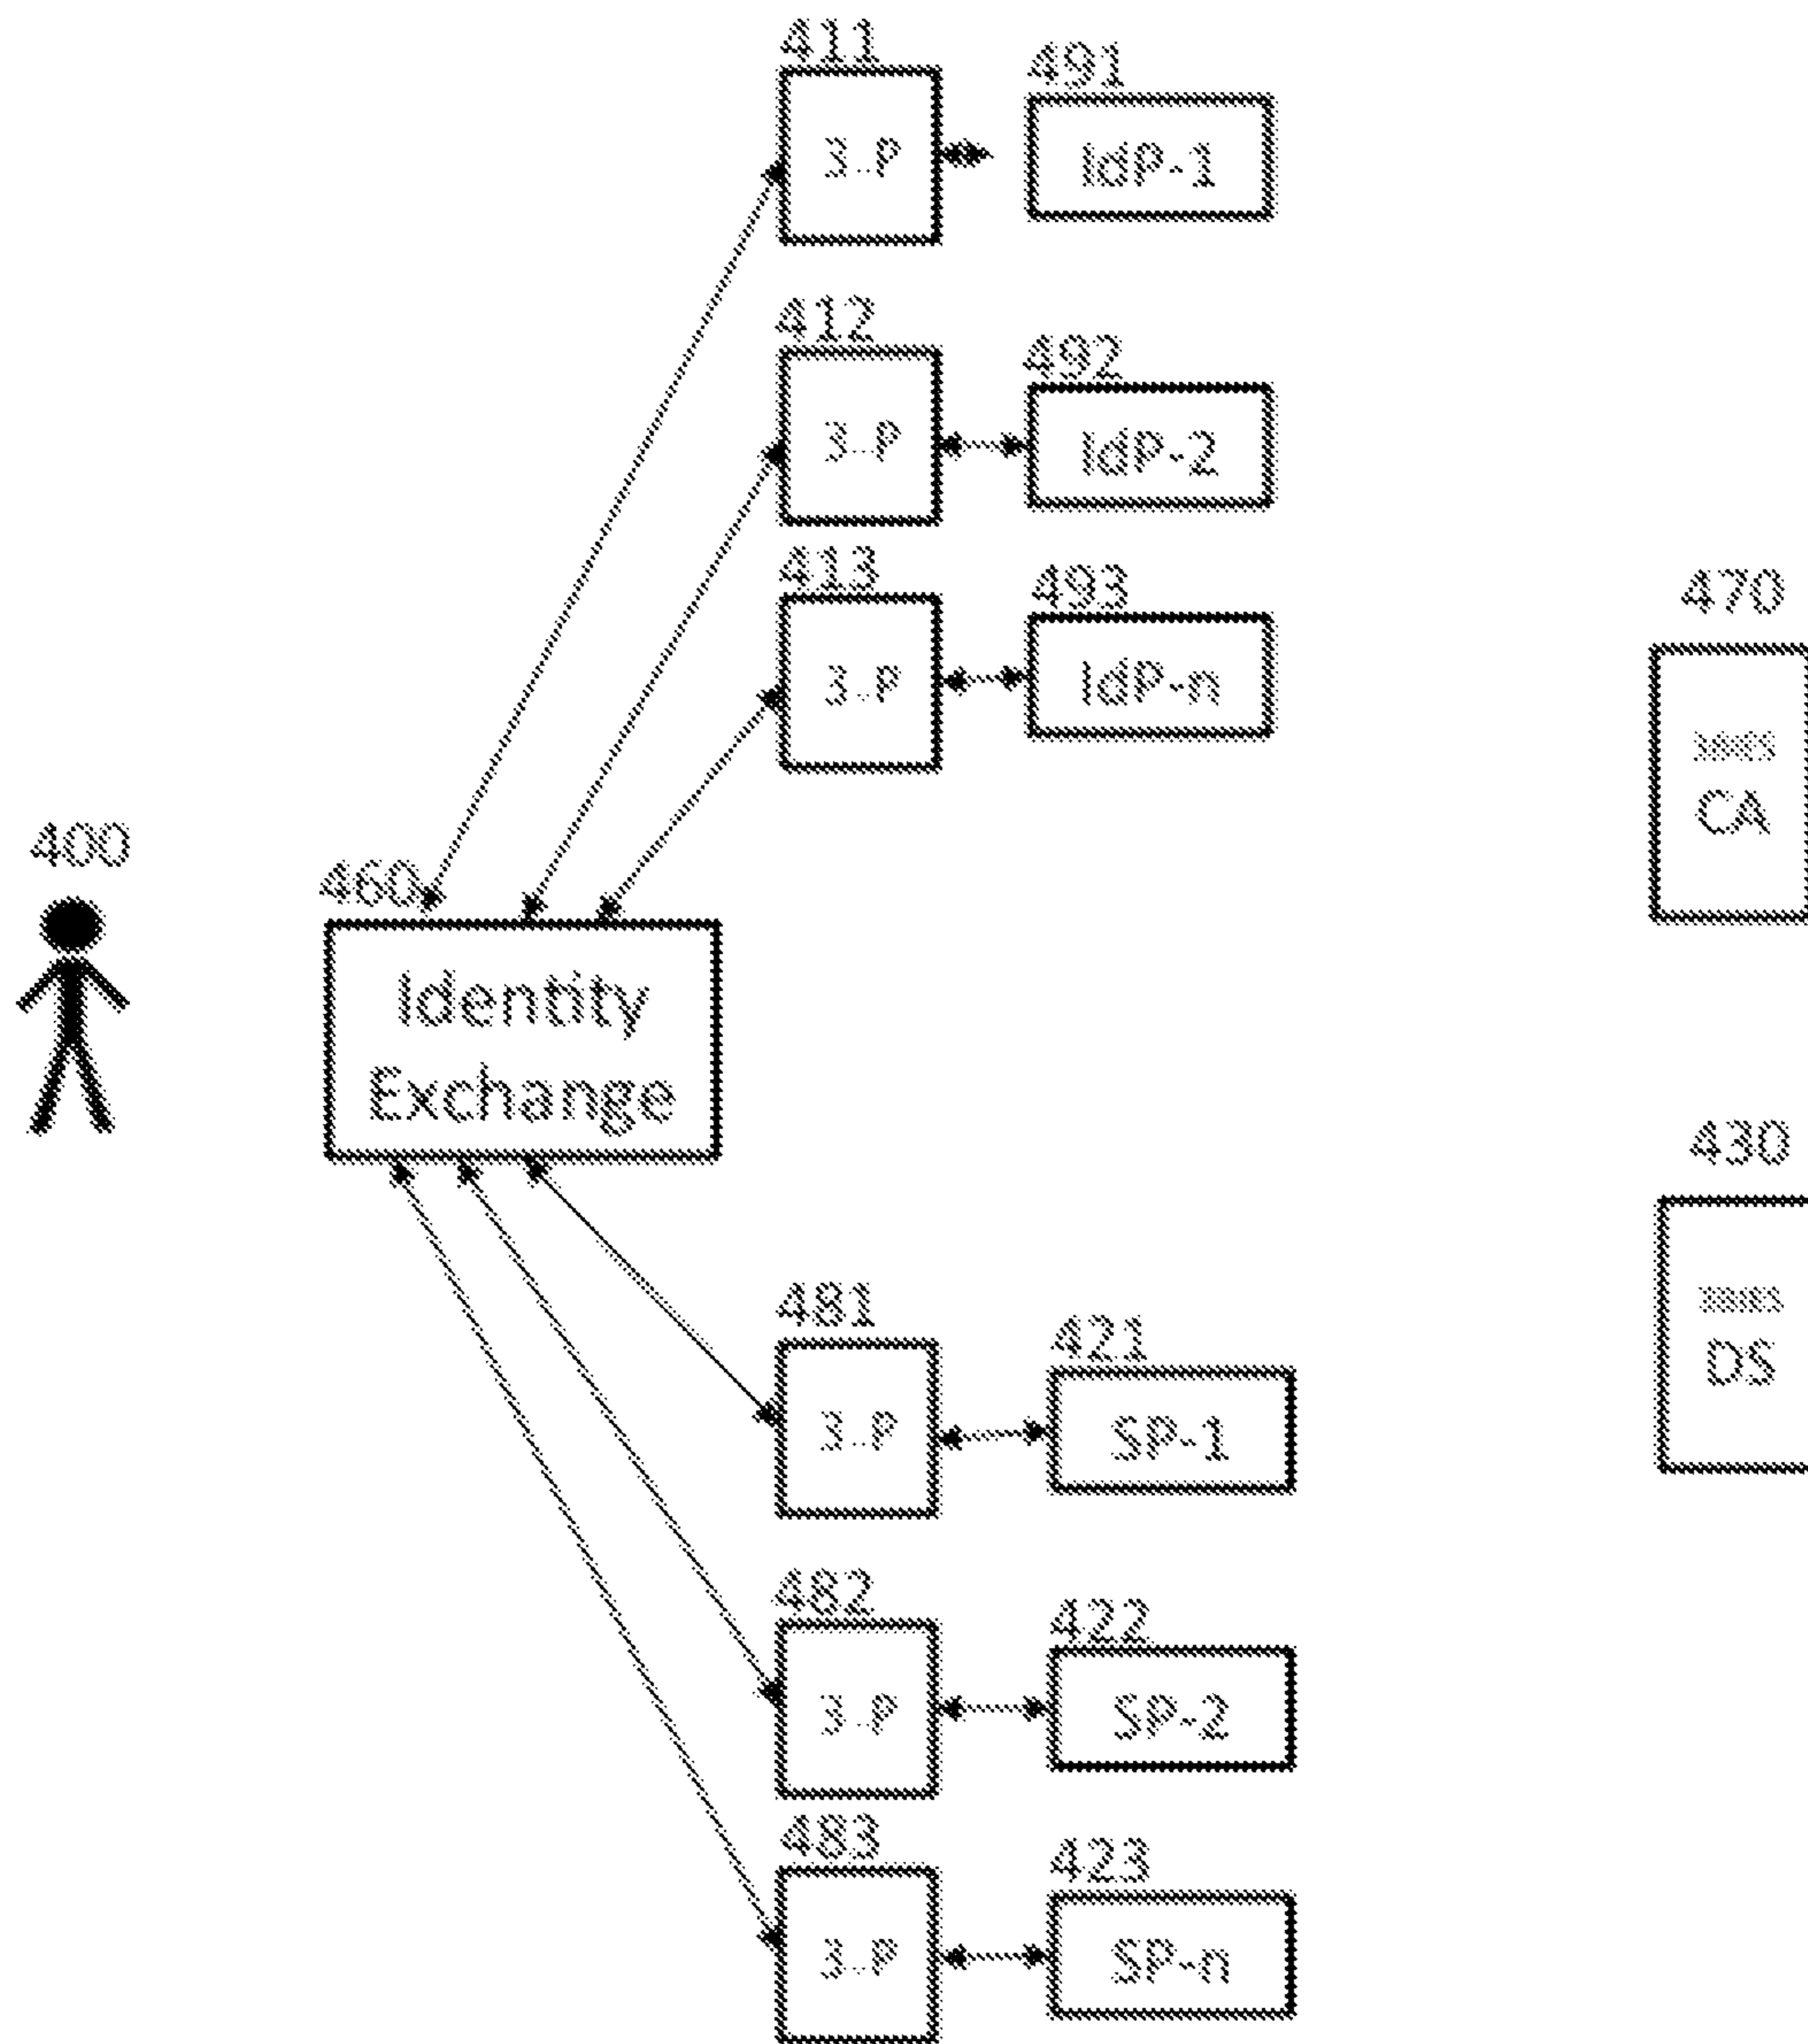 411
491
3-P
IdP-1
412
492
3-P
IdP-2
413
493
3-P
IdP-n
470
CA
400
460
Identity
Exchange
430
DS
481
421
3-P
SP-1
482
422
3-P
SP-2
483
423
3-P
SP-n